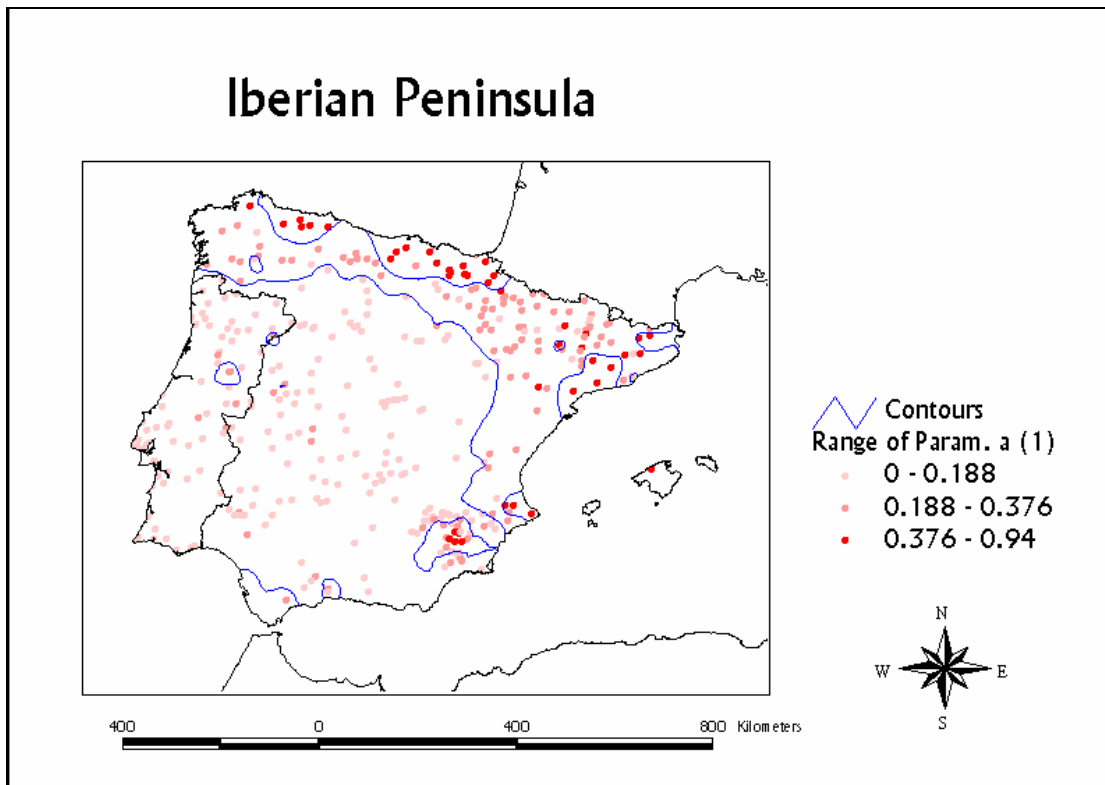 Iberian Peninsula
Contours
Range of Param. a (1)
0 - 0.188
0.188 - 0.376
0.376 - 0.94
N
W E
S
400 0 400 800 Kilometers